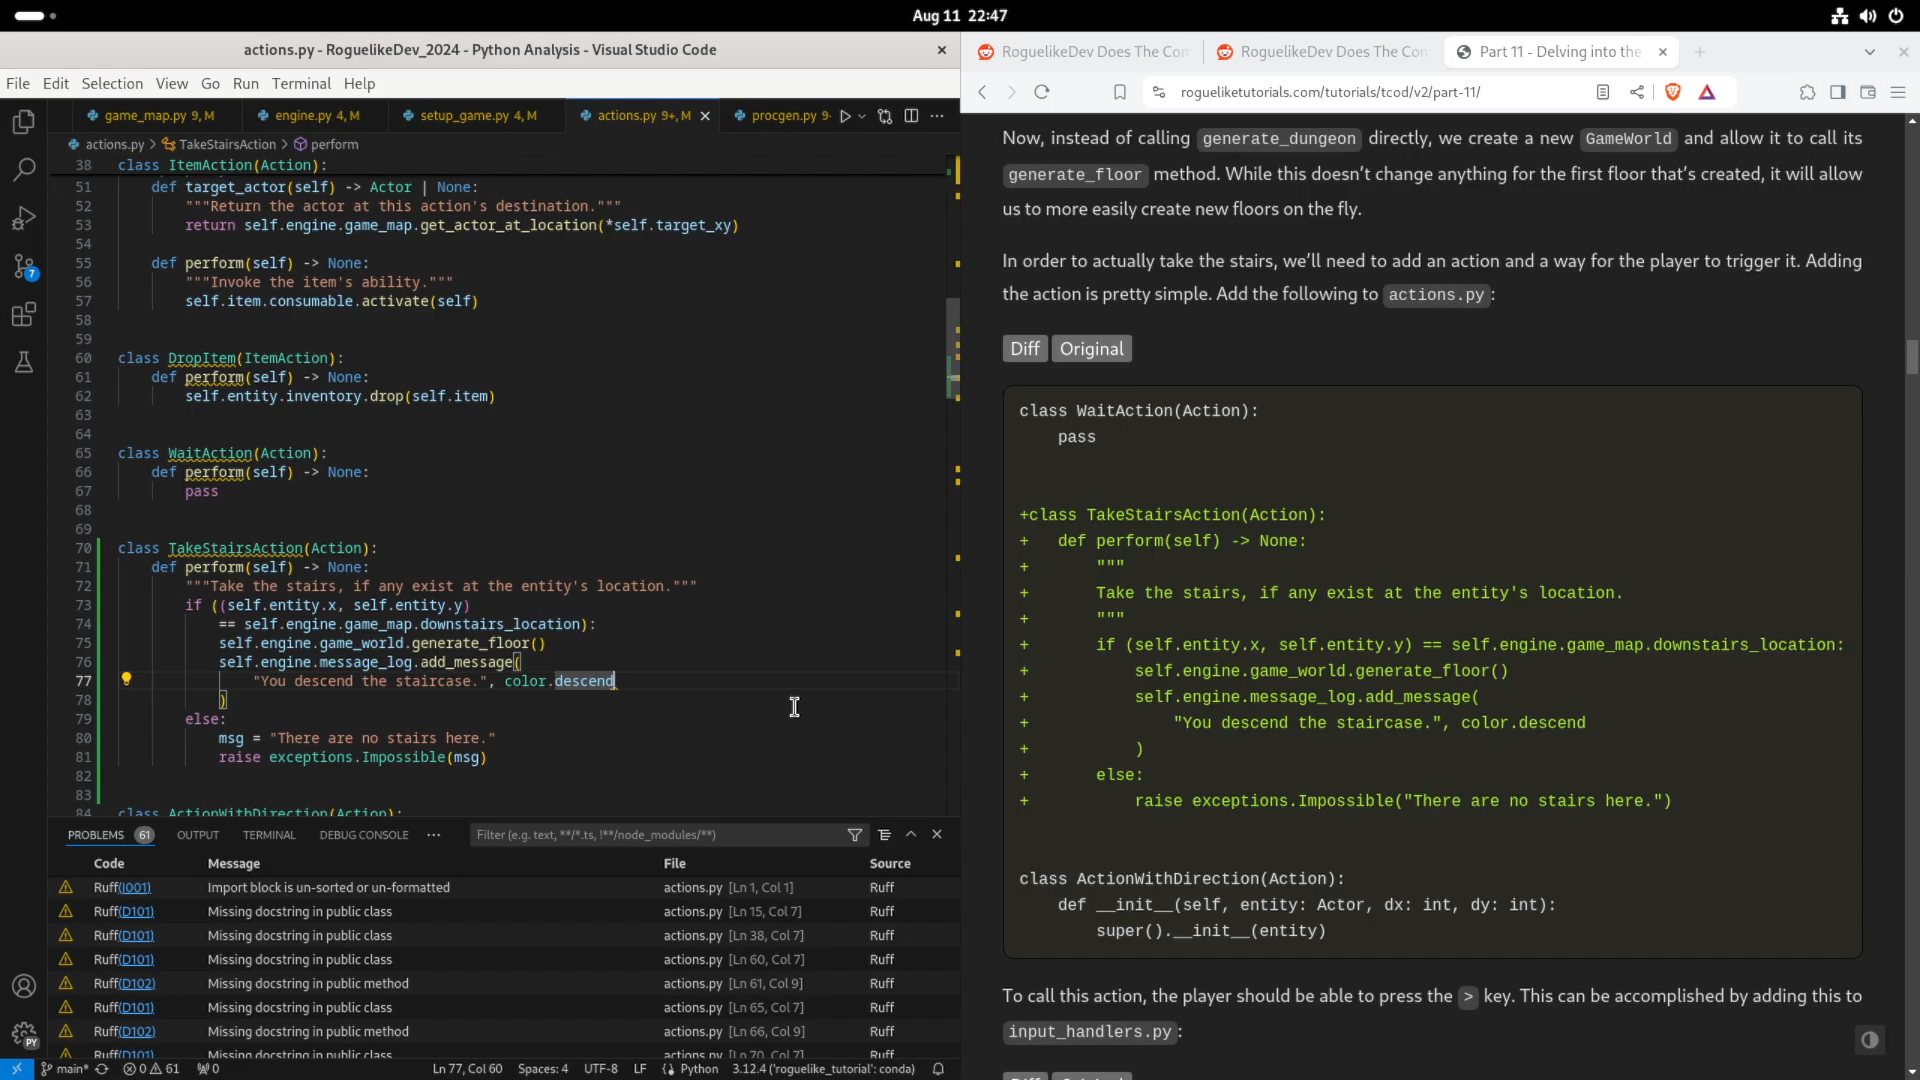 Aug 11 22:47
actions.py - RoguelikeDev_2024 - Python Analysis - Visual Studio Code
File Edit Selection View Go Run Terminal Help
game_map.py 9, M
engine.py 4, M
setup_game.py 4, M
actions.py 9+, M
procgen.py 9
actions.py > TakeStairsAction > perform
38 class ItemAction(Action):
51 def target_actor(self) -> Actor | None:
52 """Return the actor at this action's destination."""
53 return self.engine.game_map.get_actor_at_location(*self.target_xy)
54
55 def perform(self) -> None:
56 """Invoke the item's ability."""
57 self.item.consumable.activate(self)
58
59
60 class DropItem(ItemAction):
61 def perform(self) -> None:
62 self.entity.inventory.drop(self.item)
63
64
65 class WaitAction(Action):
66 def perform(self) -> None:
67 pass
68
69
70 class TakeStairsAction(Action):
71 def perform(self) -> None:
72 """Take the stairs, if any exist at the entity's location."""
73 if ((self.entity.x, self.entity.y)
74 == self.engine.game_map.downstairs_location):
75 self.engine.game_world.generate_floor()
76 self.engine.message_log.add_message(
77 "You descend the staircase.", color.descend
78 )
79 else:
80 msg = "There are no stairs here."
81 raise exceptions.Impossible(msg)
82
83
84 class ActionWithDirection(Action):
PROBLEMS 61 OUTPUT TERMINAL DEBUG CONSOLE ··· Filter (e.g. text, **/*.ts, !**/node_modules/**)
Code Message File Source
Ruff(I001) Import block is un-sorted or un-formatted actions.py [Ln 1, Col 1] Ruff
Ruff(D101) Missing docstring in public class actions.py [Ln 15, Col 7] Ruff
Ruff(D101) Missing docstring in public class actions.py [Ln 38, Col 7] Ruff
Ruff(D101) Missing docstring in public class actions.py [Ln 60, Col 7] Ruff
Ruff(D102) Missing docstring in public method actions.py [Ln 61, Col 9] Ruff
Ruff(D101) Missing docstring in public class actions.py [Ln 65, Col 7] Ruff
Ruff(D102) Missing docstring in public method actions.py [Ln 66, Col 9] Ruff
Ruff(D101) Missing docstring in public class actions.py [Ln 70, Col 7] Ruff
7
PY
main* 0 61 0 Ln 77, Col 60 Spaces: 4 UTF-8 LF Python 3.12.4 ('roguelike_tutorial': conda)
RoguelikeDev Does The Con
RoguelikeDev Does The Con
Part 11 - Delving into the
rogueliketutorials.com/tutorials/tcod/v2/part-11/
Now, instead of calling generate_dungeon directly, we create a new GameWorld and allow it to call its
generate_floor method. While this doesn’t change anything for the first floor that’s created, it will allow
us to more easily create new floors on the fly.
In order to actually take the stairs, we’ll need to add an action and a way for the player to trigger it. Adding
the action is pretty simple. Add the following to actions.py:
Diff Original
class WaitAction(Action):
pass
+class TakeStairsAction(Action):
+ def perform(self) -> None:
+ """
+ Take the stairs, if any exist at the entity's location.
+ """
+ if (self.entity.x, self.entity.y) == self.engine.game_map.downstairs_location:
+ self.engine.game_world.generate_floor()
+ self.engine.message_log.add_message(
+ "You descend the staircase.", color.descend
+ )
+ else:
+ raise exceptions.Impossible("There are no stairs here.")
class ActionWithDirection(Action):
def __init__(self, entity: Actor, dx: int, dy: int):
super().__init__(entity)
To call this action, the player should be able to press the > key. This can be accomplished by adding this to
input_handlers.py:
Diff Original